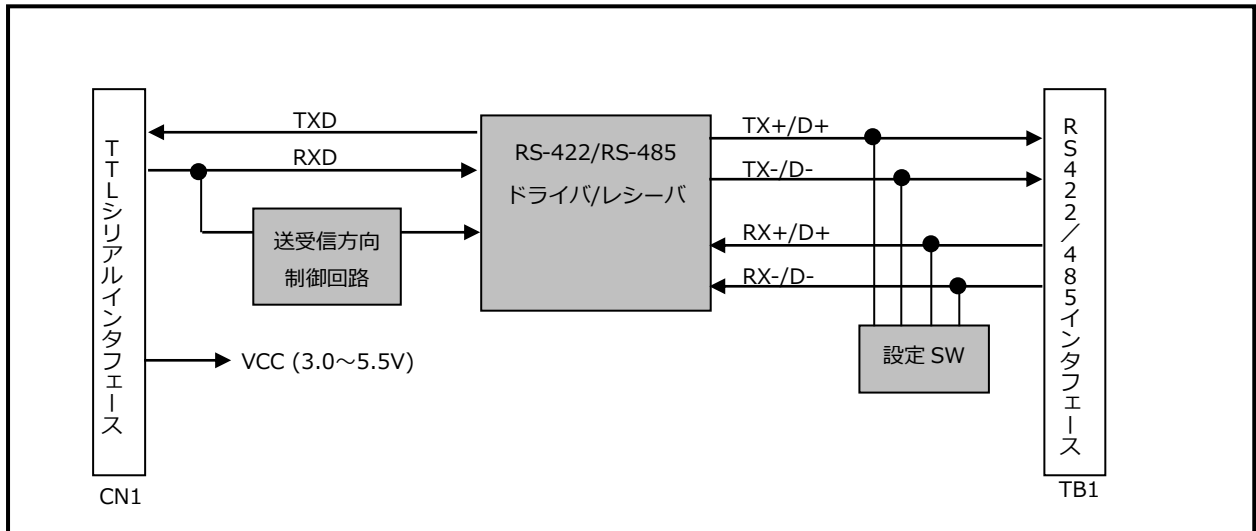 TTLシリアルインタフェース
CN1
TXD
RXD
送受信方向
制御回路
VCC (3.0～5.5V)
RS-422/RS-485
ドライバ/レシーバ
TX+/D+
TX-/D-
RX+/D+
RX-/D-
設定 SW
RS422／485インタフェース
TB1